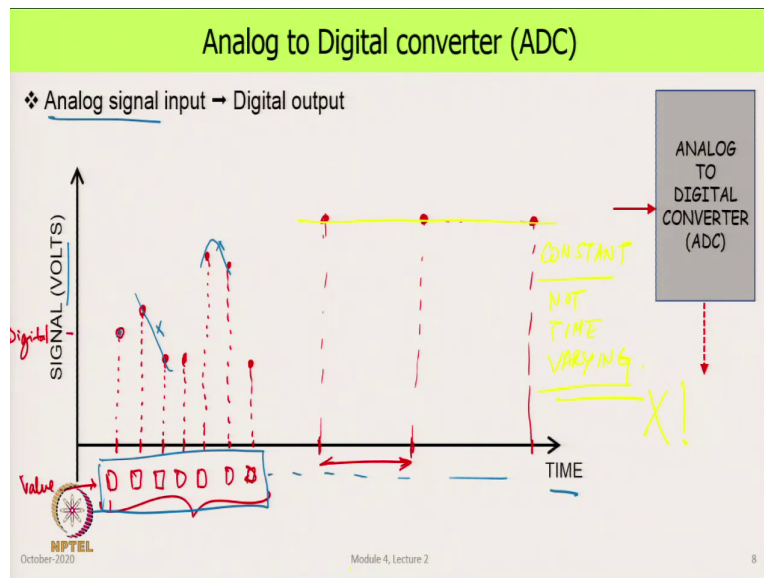 Analog to Digital converter (ADC)
❖ Analog signal input → Digital output
ANALOG
TO
DIGITAL
CONVERTER
(ADC)
SIGNAL (VOLTS)
Digital
CONSTANT
NOT
TIME
VARYING.
X!
x
x
TIME
Value
NPTEL
October-2020
Module 4, Lecture 2
8